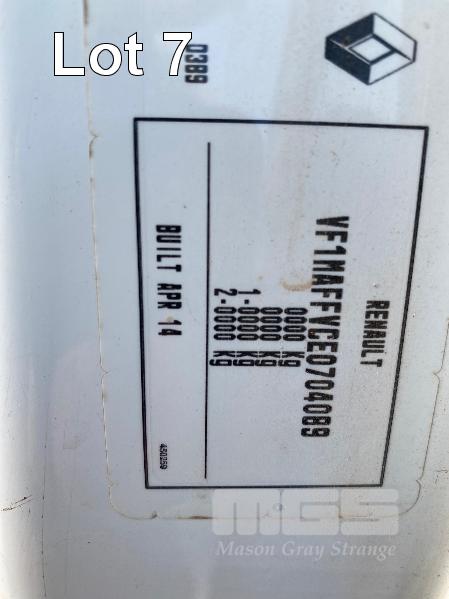 Lot 7
D389
RENAULT
VF1MAFFVCE0704089
0000 Kg
0000 Kg
1-0000 Kg
2-0000 Kg
BUILT APR 14
450259
MGS
Mason Gray Strange